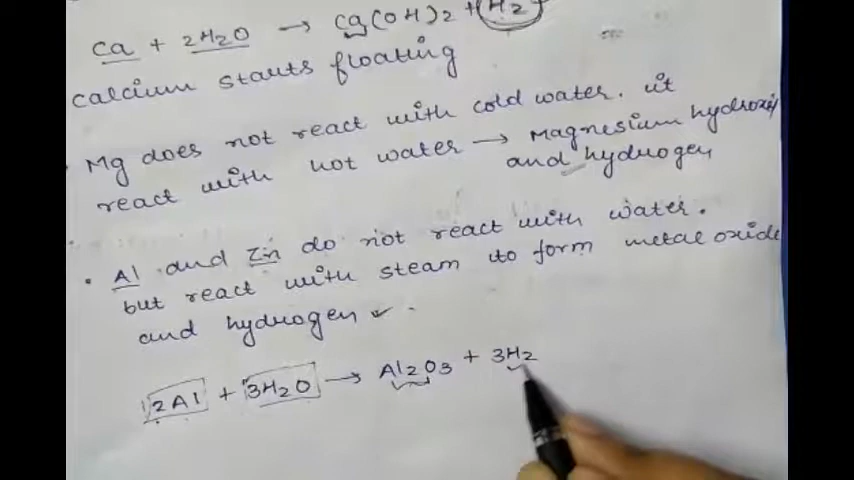 Ca + 2H2O → Ca(OH)2 + H2
calcium starts floating
Mg does not react with cold water. it
react with hot water → Magnesium hydroxi
and hydrogen
• Al and Zn do not react with water.
but react with steam to form metal oxide
and hydrogen ✓.
2Al + 3H2O → Al2O3 + 3H2